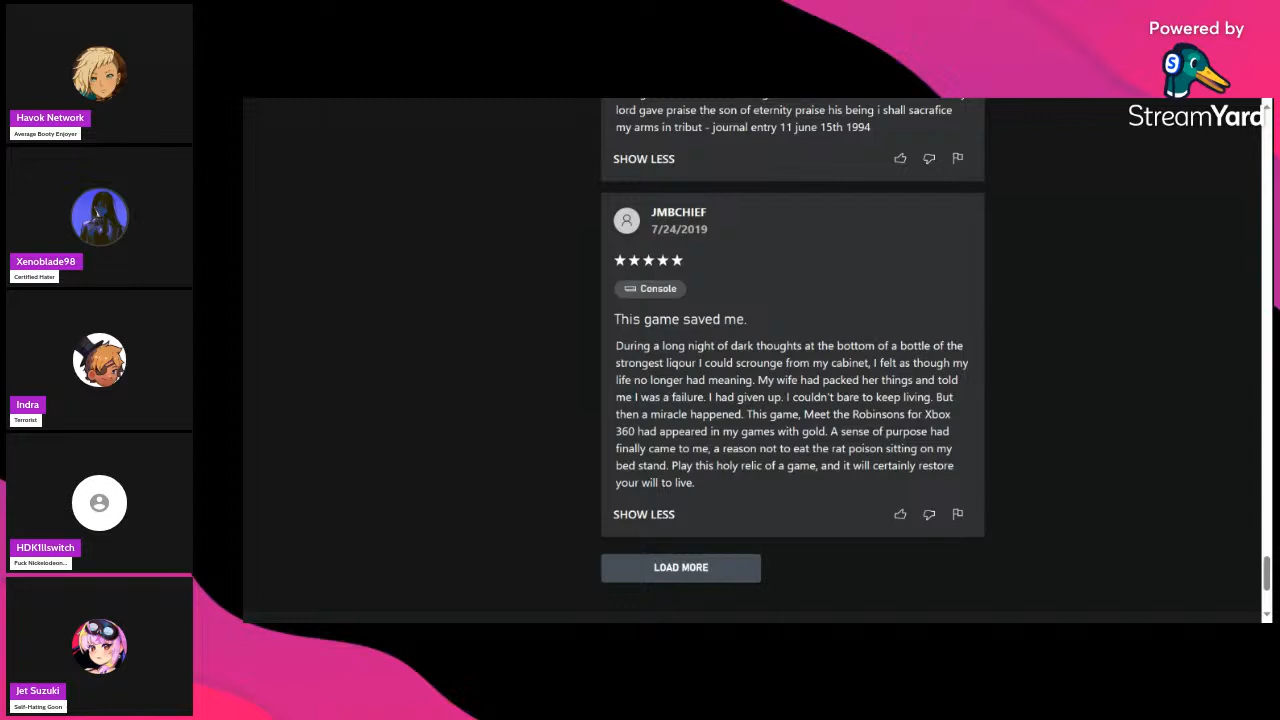 Powered by
StreamYard
Havok Network
Average Booty Enjoyer
Xenoblade98
Certified Hater
Indra
Terrorist
HDK1llswitch
Fuck Nickelodeon...
Jet Suzuki
Self-Hating Goon
lord gave praise the son of eternity praise his being i shall sacrafice
my arms in tribut - journal entry 11 june 15th 1994
SHOW LESS
JMBCHIEF
7/24/2019
Console
This game saved me.
During a long night of dark thoughts at the bottom of a bottle of the
strongest liqour I could scrounge from my cabinet, I felt as though my
life no longer had meaning. My wife had packed her things and told
me I was a failure. I had given up. I couldn't bare to keep living. But
then a miracle happened. This game, Meet the Robinsons for Xbox
360 had appeared in my games with gold. A sense of purpose had
finally came to me, a reason not to eat the rat poison sitting on my
bed stand. Play this holy relic of a game, and it will certainly restore
your will to live.
SHOW LESS
LOAD MORE